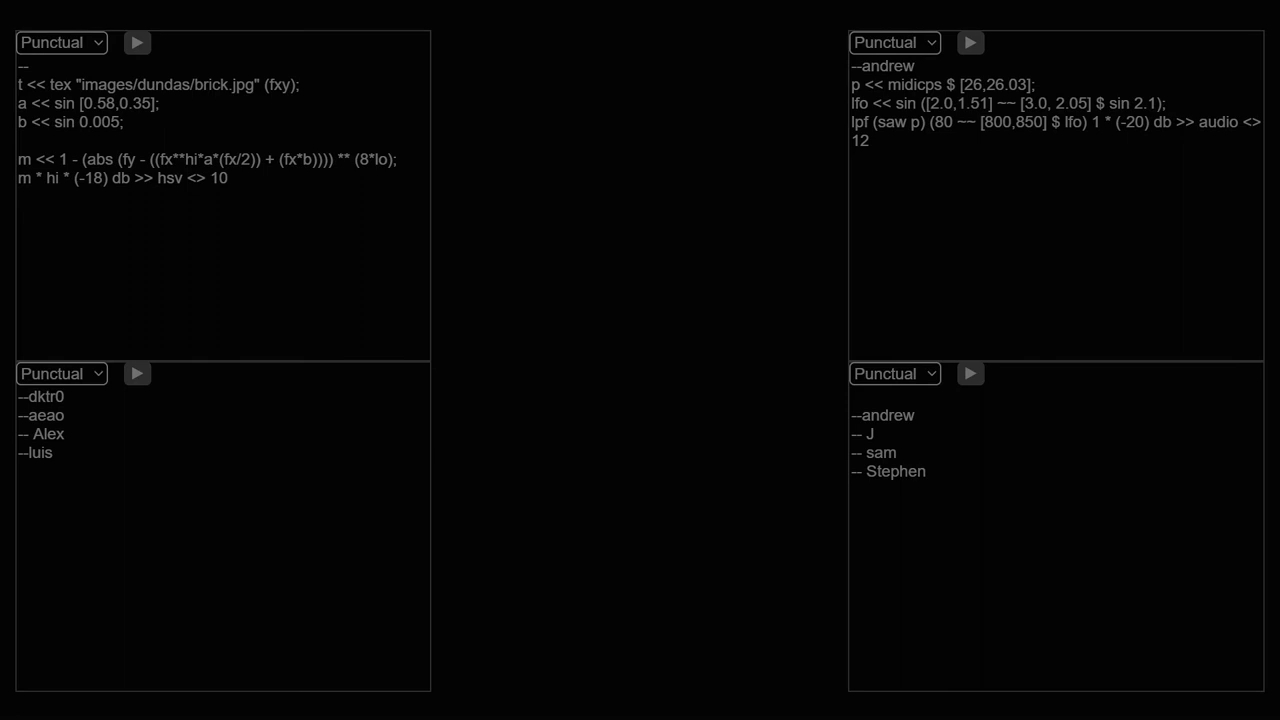 Punctual
--
t << tex "images/dundas/brick.jpg" (fxy);
a << sin [0.58,0.35];
b << sin 0.005;
m << 1 - (abs (fy - ((fx**hi*a*(fx/2)) + (fx*b)))) ** (8*lo);
m * hi * (-18) db >> hsv <> 10
Punctual
--andrew
p << midicps $ [26,26.03];
lfo << sin ([2.0,1.51] ~~ [3.0, 2.05] $ sin 2.1);
lpf (saw p) (80 ~~ [800,850] $ lfo) 1 * (-20) db >> audio <>
12
Punctual
--dktr0
--aeao
-- Alex
--luis
Punctual
--andrew
-- J
-- sam
-- Stephen